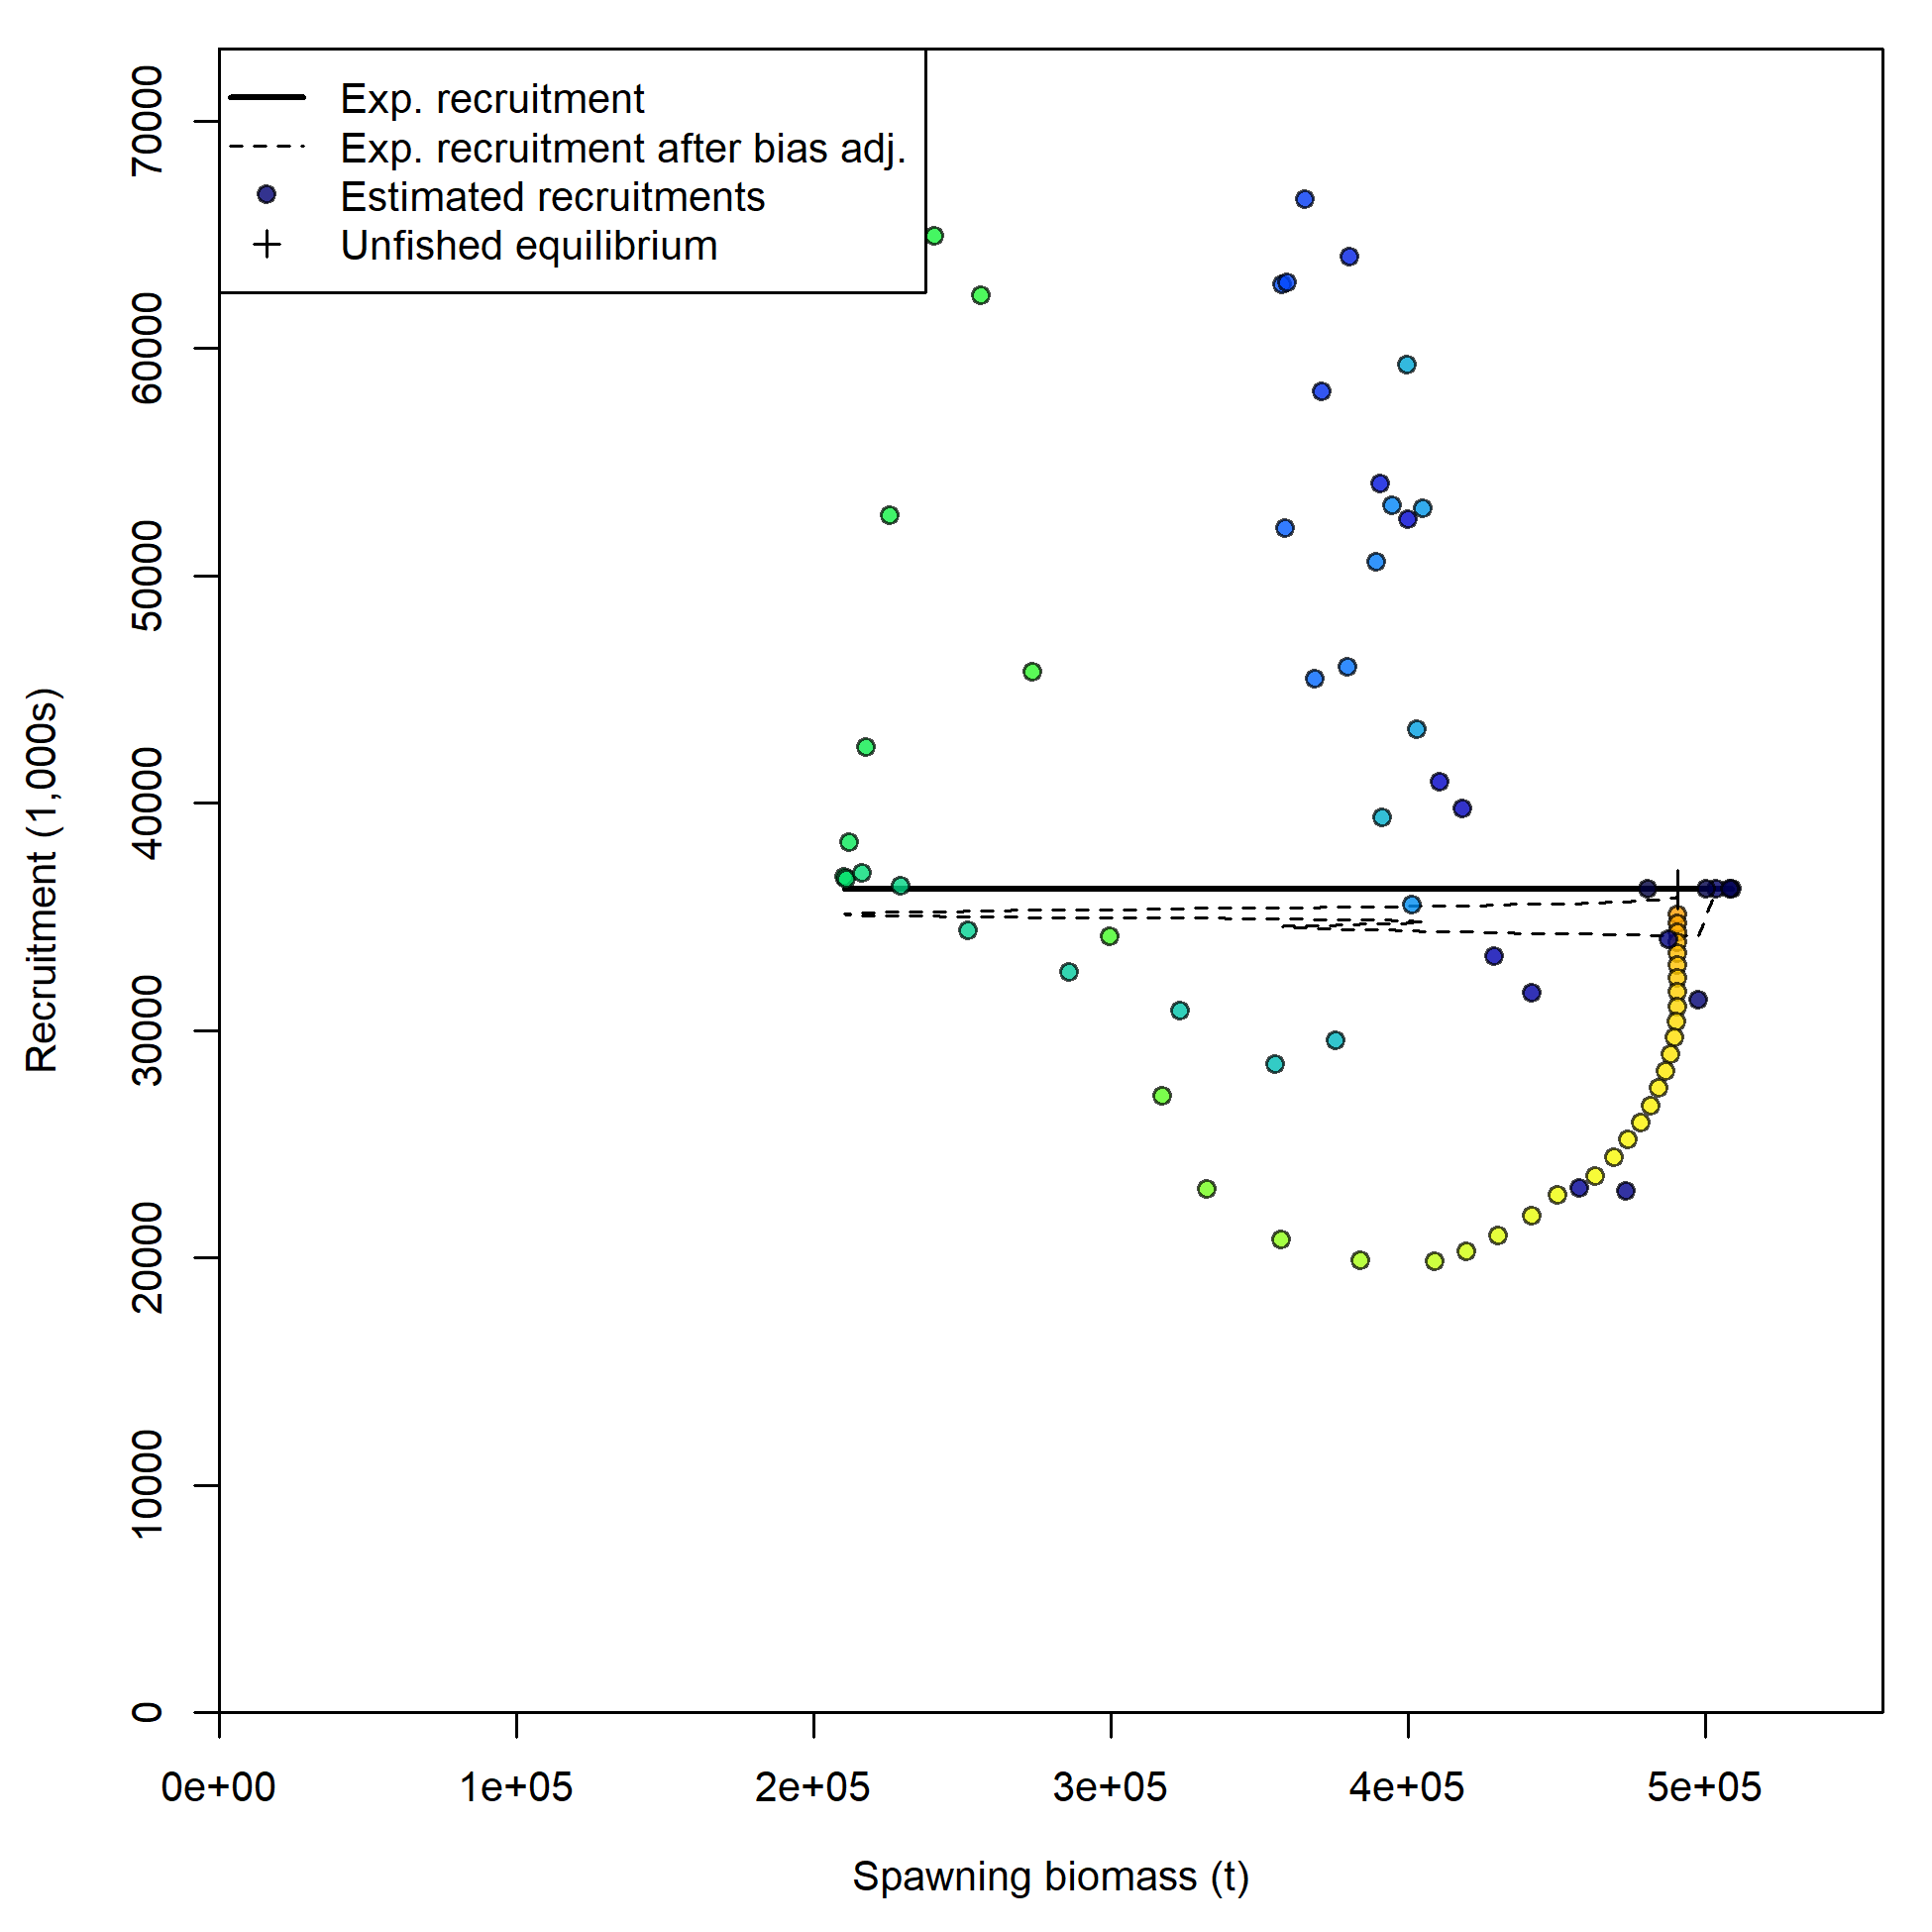 Exp. recruitment
Exp. recruitment after bias adj.
Estimated recruitments
Unfished equilibrium
70000
60000
50000
40000
30000
20000
10000
0
Recruitment (1,000s)
0e+00 1e+05 2e+05 3e+05 4e+05 5e+05
Spawning biomass (t)